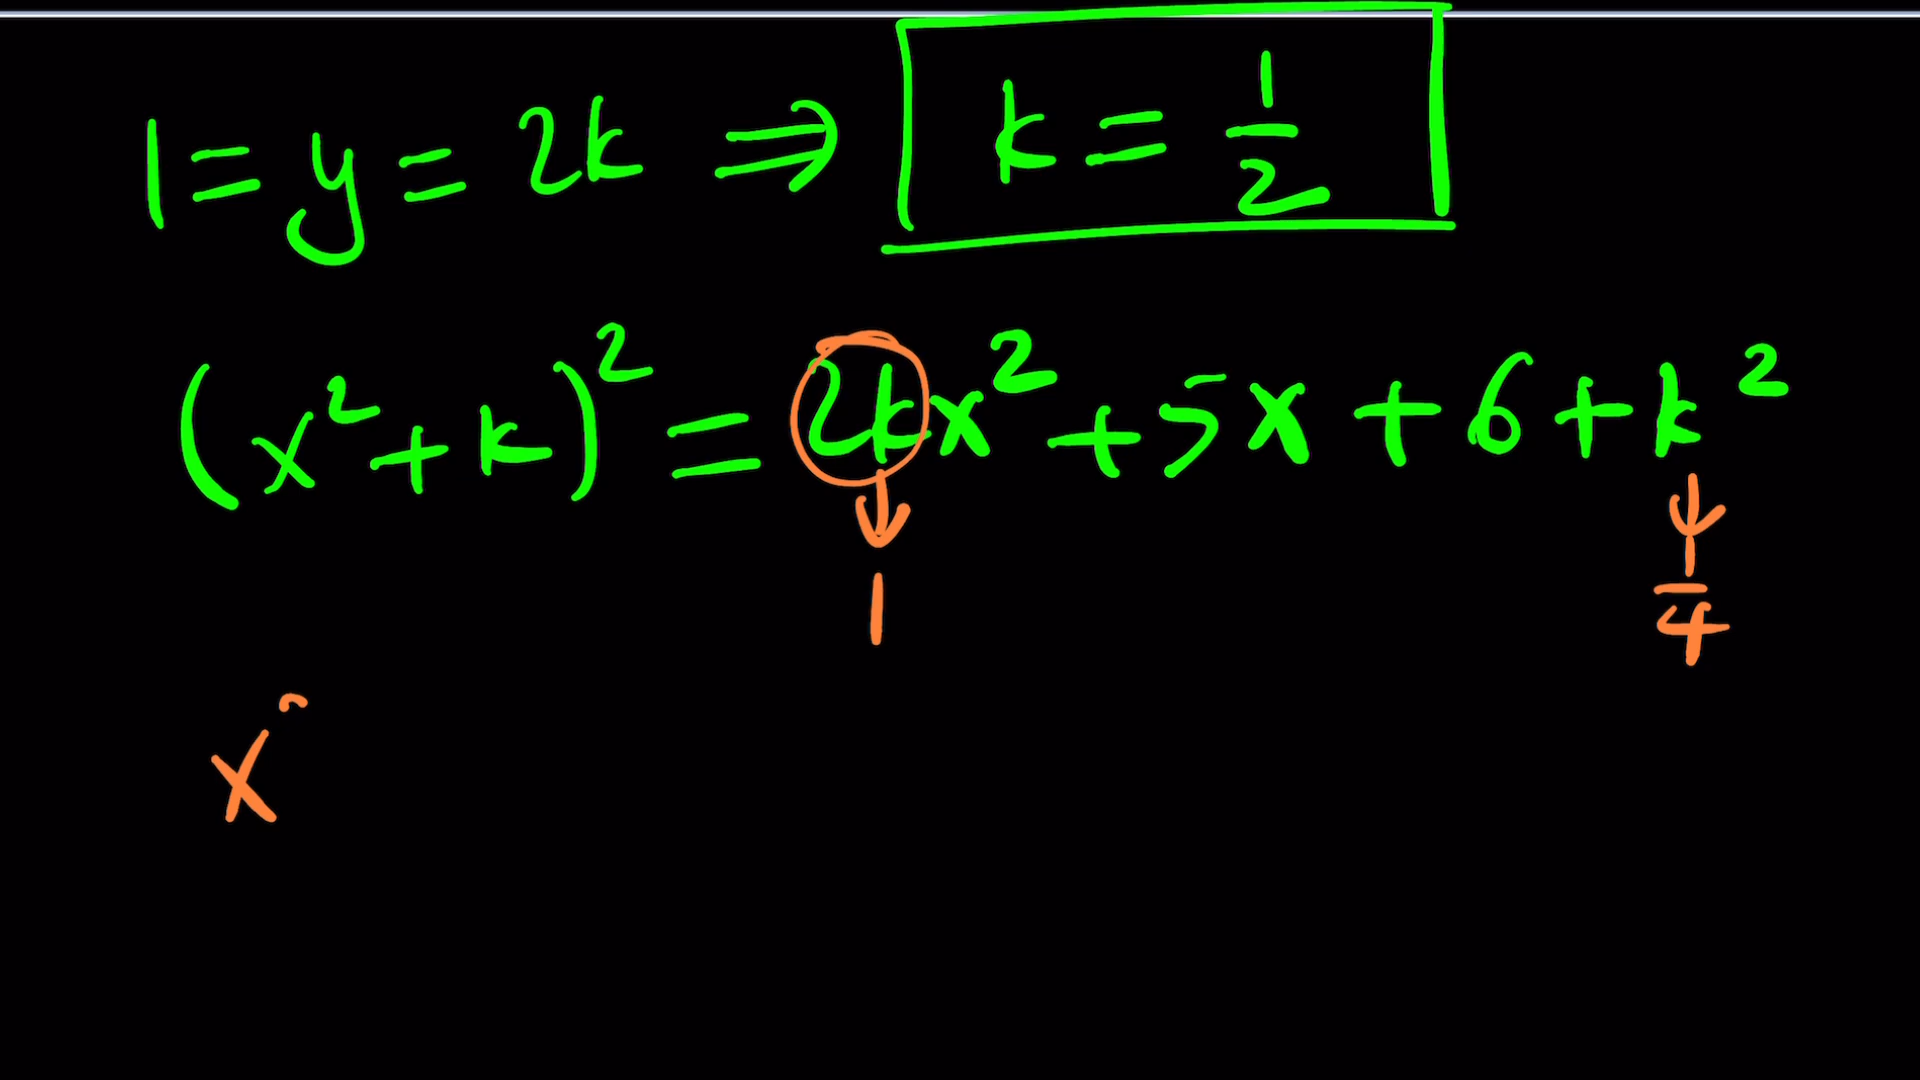 1 = y = 2k ⇒ k = 1/2
(x² + k)² = 2kx² + 5x + 6 + k²
↓ ↓
1 1/4
x